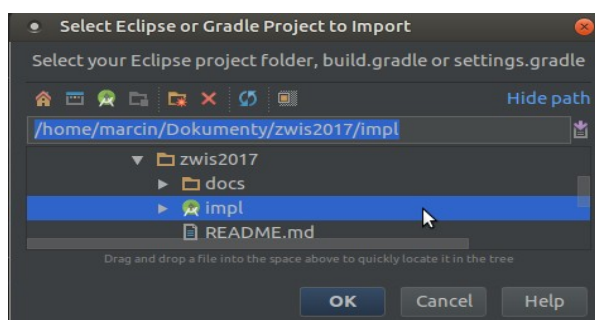 Select Eclipse or Gradle Project to Import
Select your Eclipse project folder, build.gradle or settings.gradle
Hide path
/home/marcin/Dokumenty/zwis2017/impl
zwis2017
docs
impl
README.md
Drag and drop a file into the space above to quickly locate it in the tree
OK Cancel Help